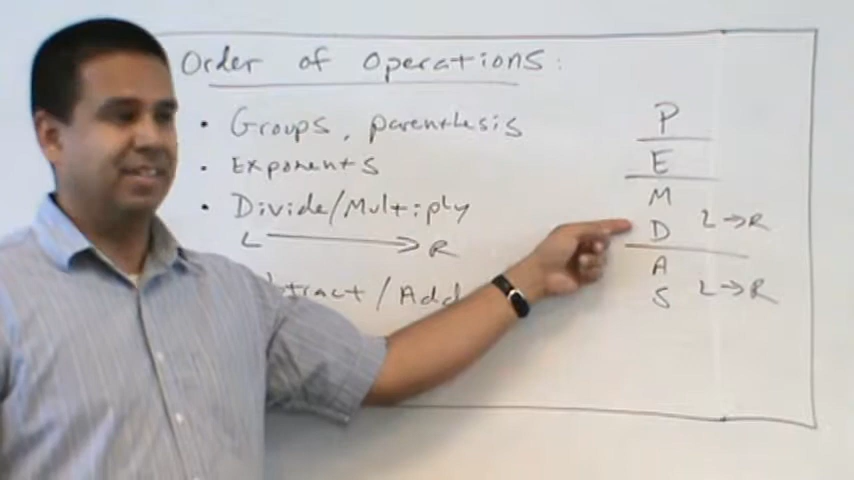 Order of Operations:
• Groups, parenthesis
• Exponents
• Divide/Multiply
L → R
/Add
P
E
M
D L→R
A
S L→R